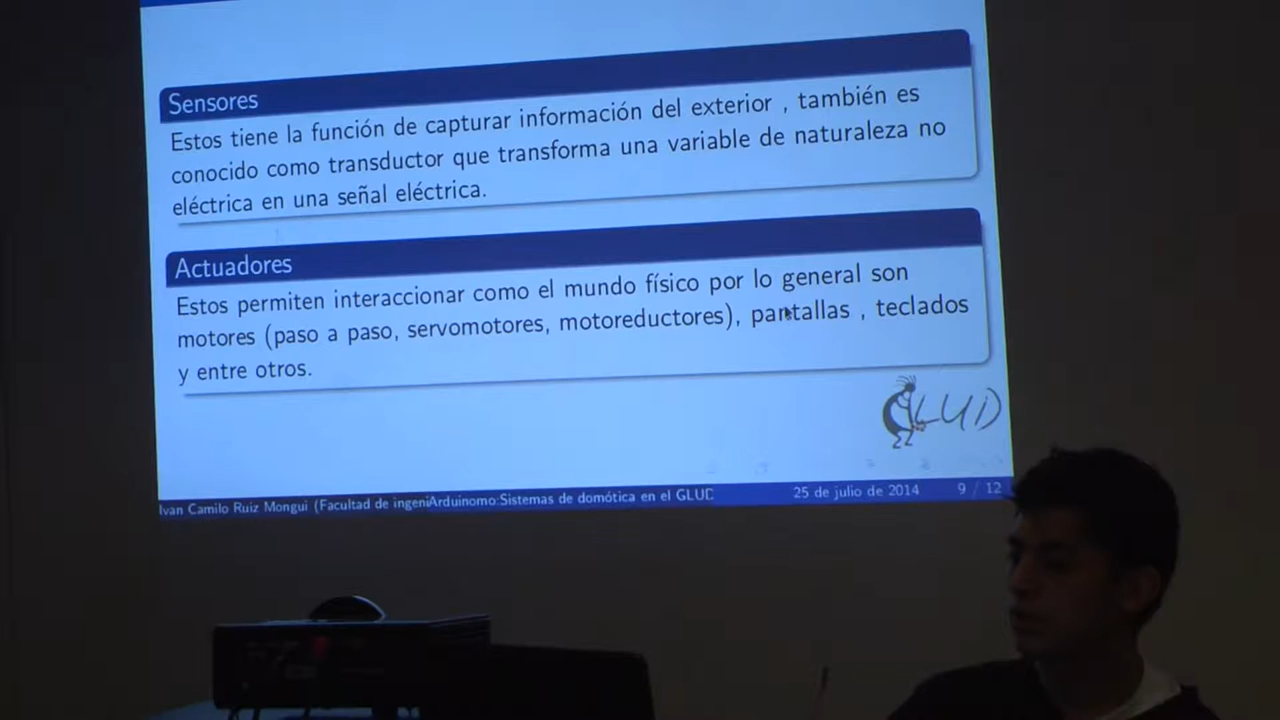 Sensores
Estos tiene la función de capturar información del exterior , también es
conocido como transductor que transforma una variable de naturaleza no
eléctrica en una señal eléctrica.
Actuadores
Estos permiten interaccionar como el mundo físico por lo general son
motores (paso a paso, servomotores, motoreductores), pantallas , teclados
y entre otros.
GLUD
Ivan Camilo Ruiz Mongui (Facultad de ingeni Arduinomo:Sistemas de domótica en el GLUD 25 de julio de 2014 9 / 12